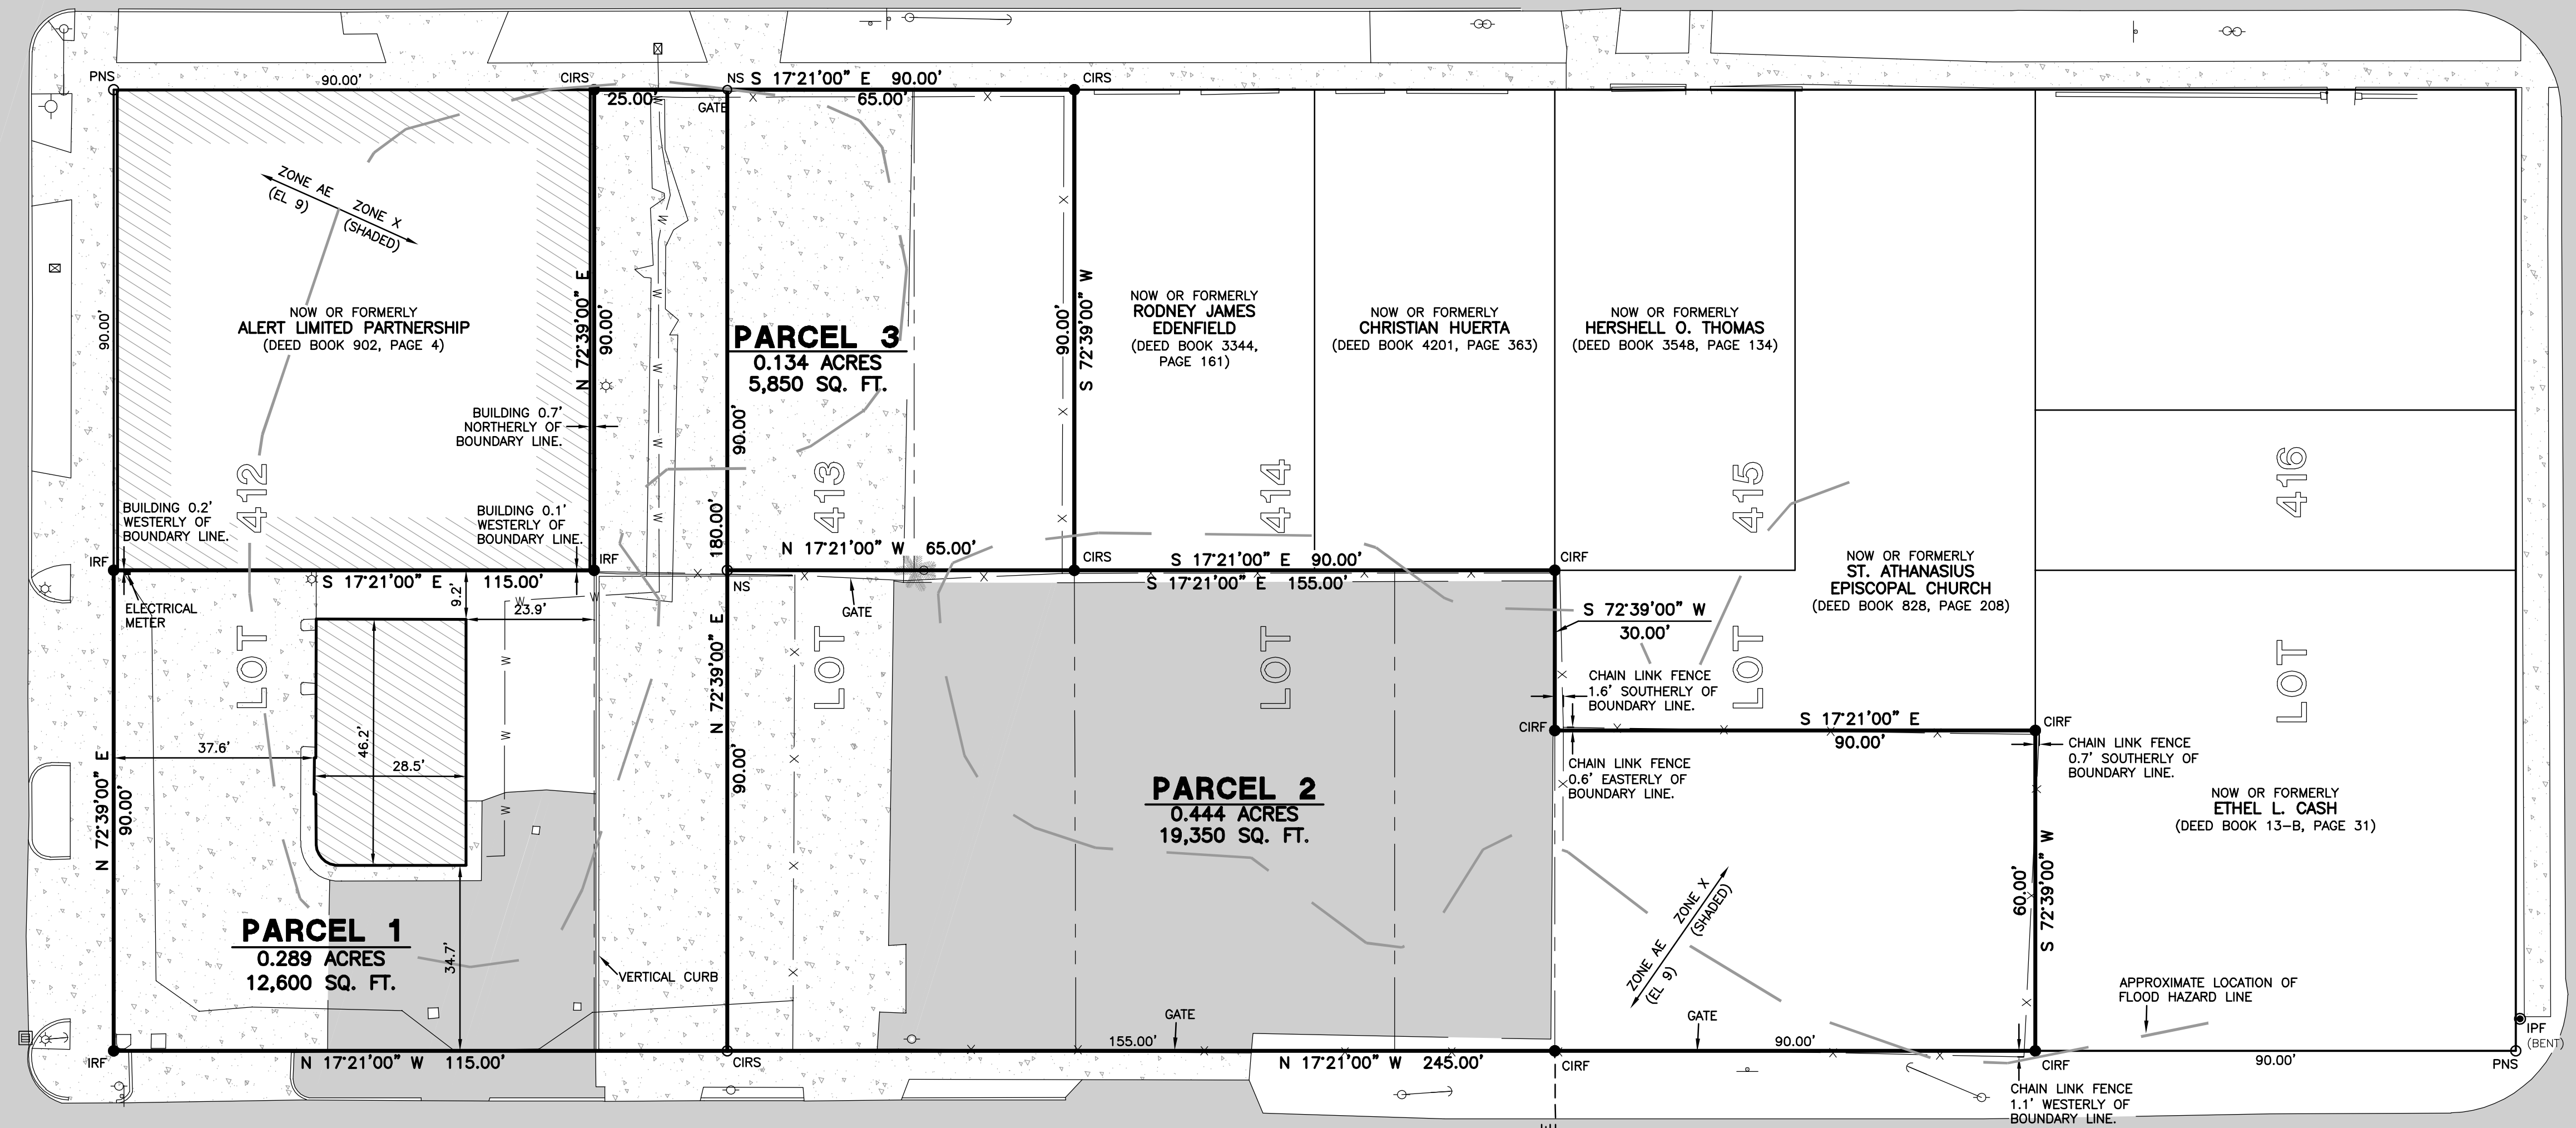 PNS
90.00'
CIRS
25.00'
NS
S 17°21'00" E 90.00'
GATE
65.00'
CIRS
ZONE AE
(EL 9)
ZONE X
(SHADED)
90.00'
NOW OR FORMERLY
ALERT LIMITED PARTNERSHIP
(DEED BOOK 902, PAGE 4)
N 72°39'00" E
90.00'
W
W
W
W
W
W
W
PARCEL 3
0.134 ACRES
5,850 SQ. FT.
90.00'
S 72°39'00" W
NOW OR FORMERLY
RODNEY JAMES
EDENFIELD
(DEED BOOK 3344,
PAGE 161)
NOW OR FORMERLY
CHRISTIAN HUERTA
(DEED BOOK 4201, PAGE 363)
NOW OR FORMERLY
HERSHELL O. THOMAS
(DEED BOOK 3548, PAGE 134)
BUILDING 0.7'
NORTHERLY OF
BOUNDARY LINE.
90.00'
BUILDING 0.2'
WESTERLY OF
BOUNDARY LINE.
BUILDING 0.1'
WESTERLY OF
BOUNDARY LINE.
LOT 412
LOT 413
LOT 414
LOT 415
LOT 416
180.00'
N 17°21'00" W 65.00'
IRF
IRF
CIRS
S 17°21'00" E 90.00'
CIRF
S 17°21'00" E 115.00'
NS
S 17°21'00" E 155.00'
NOW OR FORMERLY
ST. ATHANASIUS
EPISCOPAL CHURCH
(DEED BOOK 828, PAGE 208)
ELECTRICAL
METER
9.2'
W
W
23.9'
GATE
S 72°39'00" W
30.00'
W
W
W
N 72°39'00" E
90.00'
CHAIN LINK FENCE
1.6' SOUTHERLY OF
BOUNDARY LINE.
CIRF
S 17°21'00" E
90.00'
CIRF
37.6'
46.2'
28.5'
N 72°39'00" E
90.00'
CHAIN LINK FENCE
0.6' EASTERLY OF
BOUNDARY LINE.
CHAIN LINK FENCE
0.7' SOUTHERLY OF
BOUNDARY LINE.
PARCEL 2
0.444 ACRES
19,350 SQ. FT.
NOW OR FORMERLY
ETHEL L. CASH
(DEED BOOK 13-B, PAGE 31)
60.00'
S 72°39'00" W
PARCEL 1
0.289 ACRES
12,600 SQ. FT.
34.7'
VERTICAL CURB
ZONE AE
(EL 9)
ZONE X
(SHADED)
APPROXIMATE LOCATION OF
FLOOD HAZARD LINE
GATE
GATE
IPF
(BENT)
155.00'
90.00'
IRF
N 17°21'00" W 115.00'
CIRS
N 17°21'00" W 245.00'
CIRF
CIRF
90.00'
PNS
CHAIN LINK FENCE
1.1' WESTERLY OF
BOUNDARY LINE.